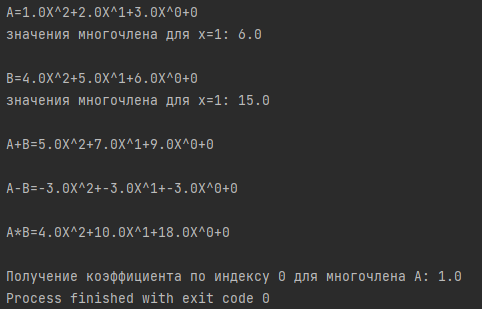 A=1.0X^2+2.0X^1+3.0X^0+0
значения многочлена для x=1: 6.0
B=4.0X^2+5.0X^1+6.0X^0+0
значения многочлена для x=1: 15.0
A+B=5.0X^2+7.0X^1+9.0X^0+0
A-B=-3.0X^2+-3.0X^1+-3.0X^0+0
A*B=4.0X^2+10.0X^1+18.0X^0+0
Получение коэффициента по индексу 0 для многочлена A: 1.0
Process finished with exit code 0